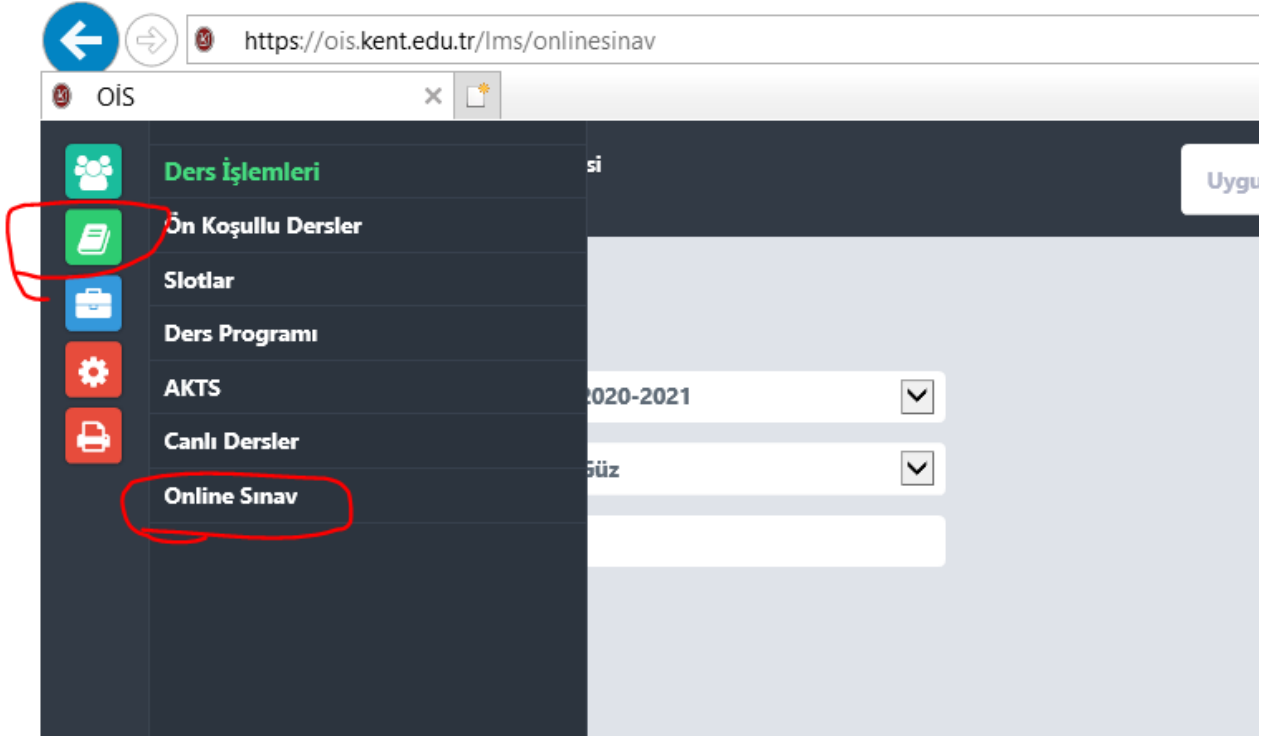 https://ois.kent.edu.tr/lms/onlinesinav
OİS
Ders İşlemleri
si
Uygu
Ön Koşullu Dersler
Slotlar
Ders Programı
AKTS
2020-2021
Canlı Dersler
Güz
Online Sınav